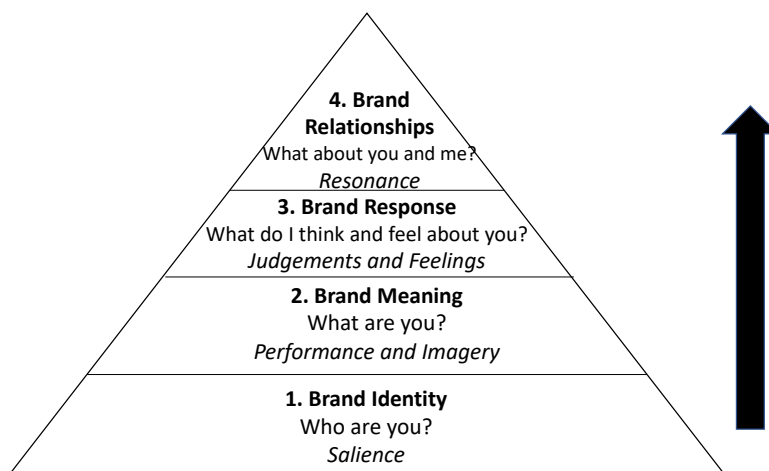 4. Brand
Relationships
What about you and me?
Resonance
3. Brand Response
What do I think and feel about you?
Judgements and Feelings
2. Brand Meaning
What are you?
Performance and Imagery
1. Brand Identity
Who are you?
Salience